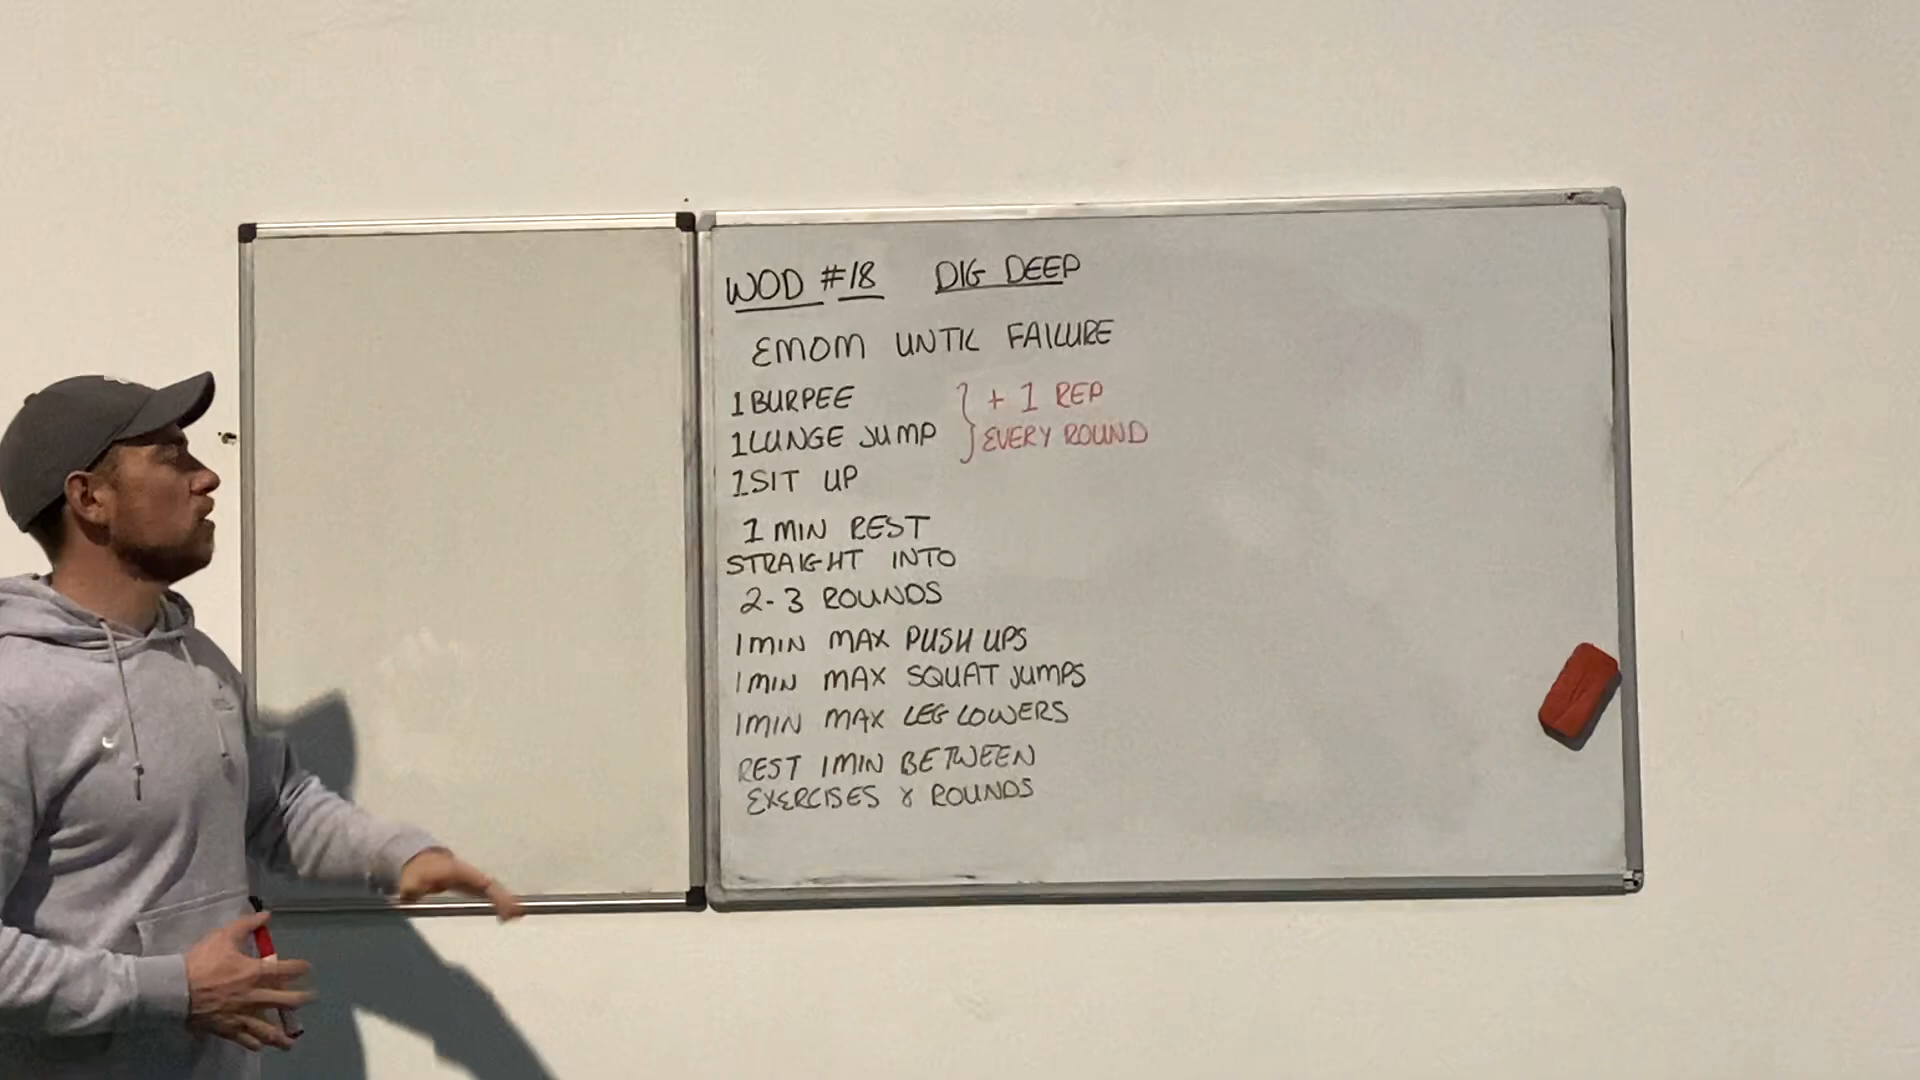 WOD #18 DIG DEEP
EMOM UNTIL FAILURE
1 BURPEE
1 LUNGE JUMP
1 SIT UP
} + 1 REP
EVERY ROUND
1 MIN REST
STRAIGHT INTO
2-3 ROUNDS
1 MIN MAX PUSH UPS
1 MIN MAX SQUAT JUMPS
1 MIN MAX LEG LOWERS
REST 1 MIN BETWEEN
EXERCISES & ROUNDS